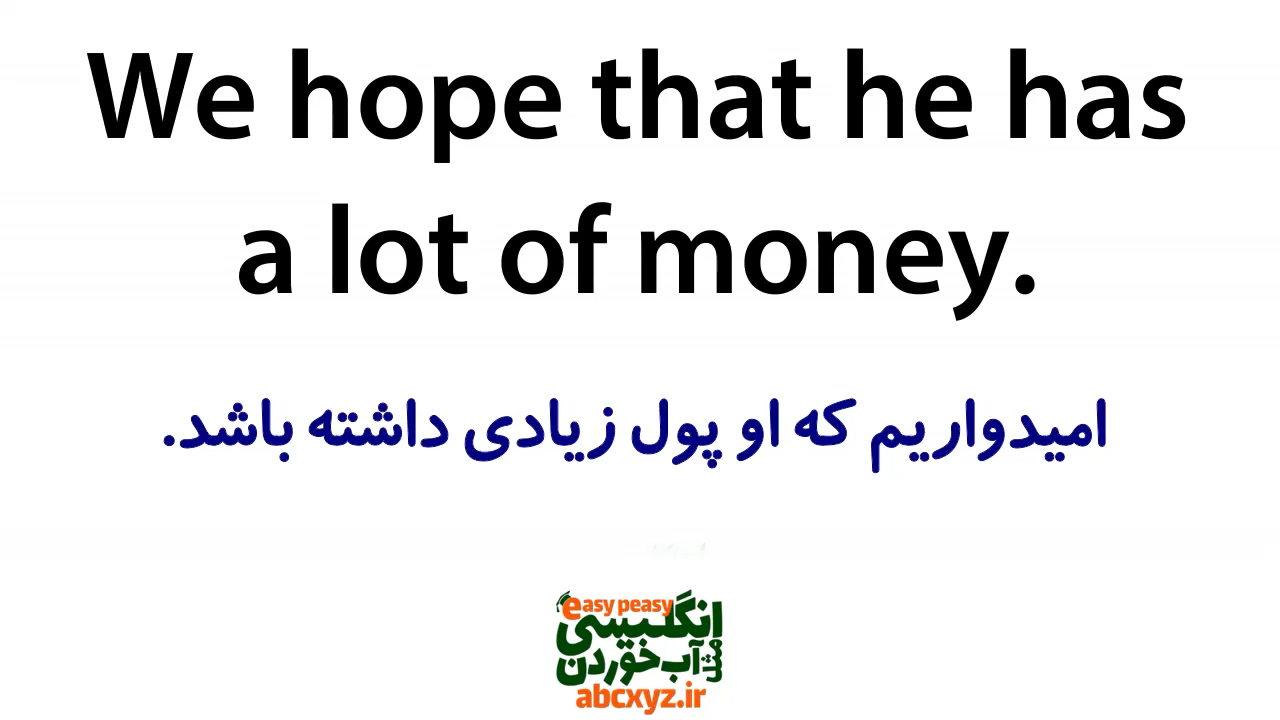 We hope that he has
a lot of money.
امیدواریم که او پول زیادی داشته باشد.
easy peasy
انگلیسی
مثل آب خوردن
abcxyz.ir